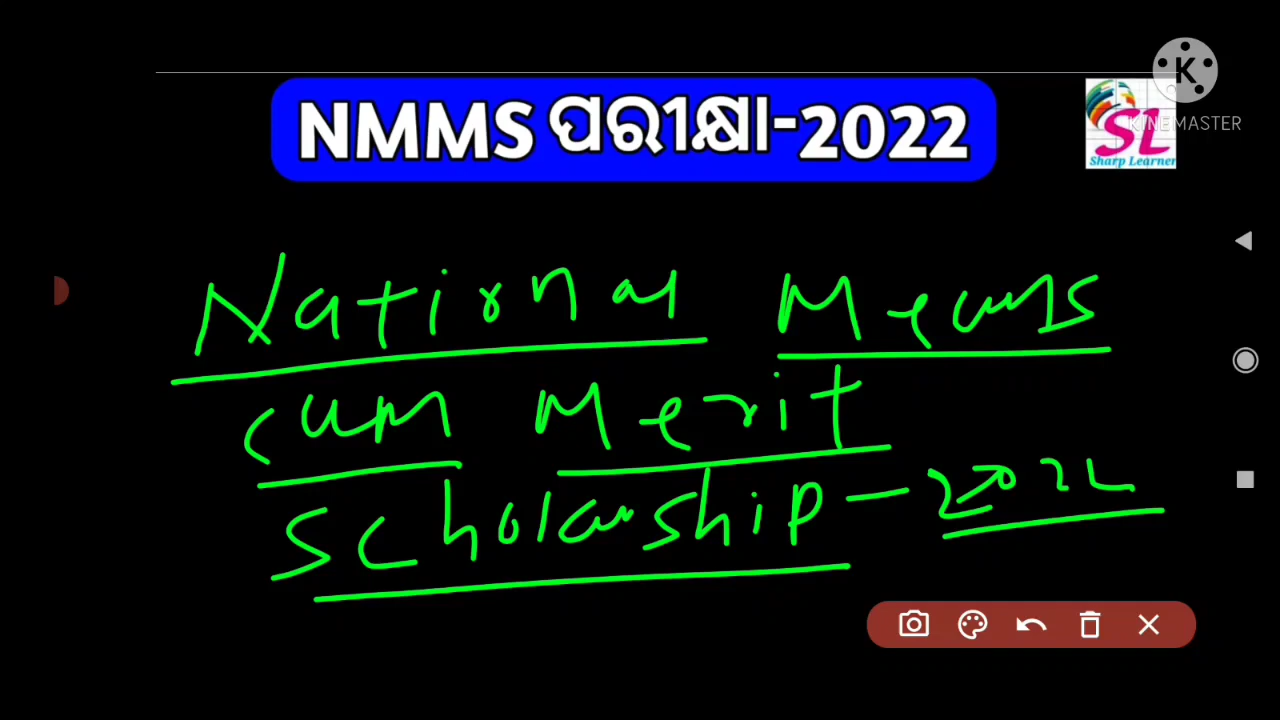 NMMS ପରୀକ୍ଷା-2022
K
KINEMASTER
SL
Sharp Learner
National Means
cum Merit
Scholarship - 2022